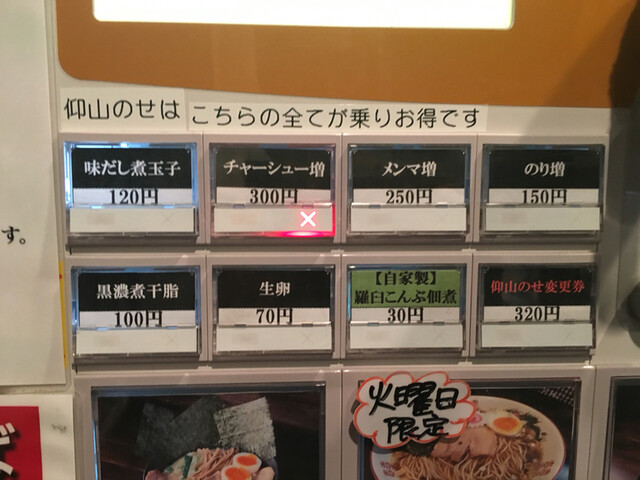 仰山のせは こちらの全てが乗りお得です
味だし煮玉子
120円
チャーシュー増
300円
メンマ増
250円
のり増
150円
す。
黒濃煮干脂
100円
生卵
70円
【自家製】
羅臼こんぶ佃煮
30円
仰山のせ変更券
320円
火曜日
限定